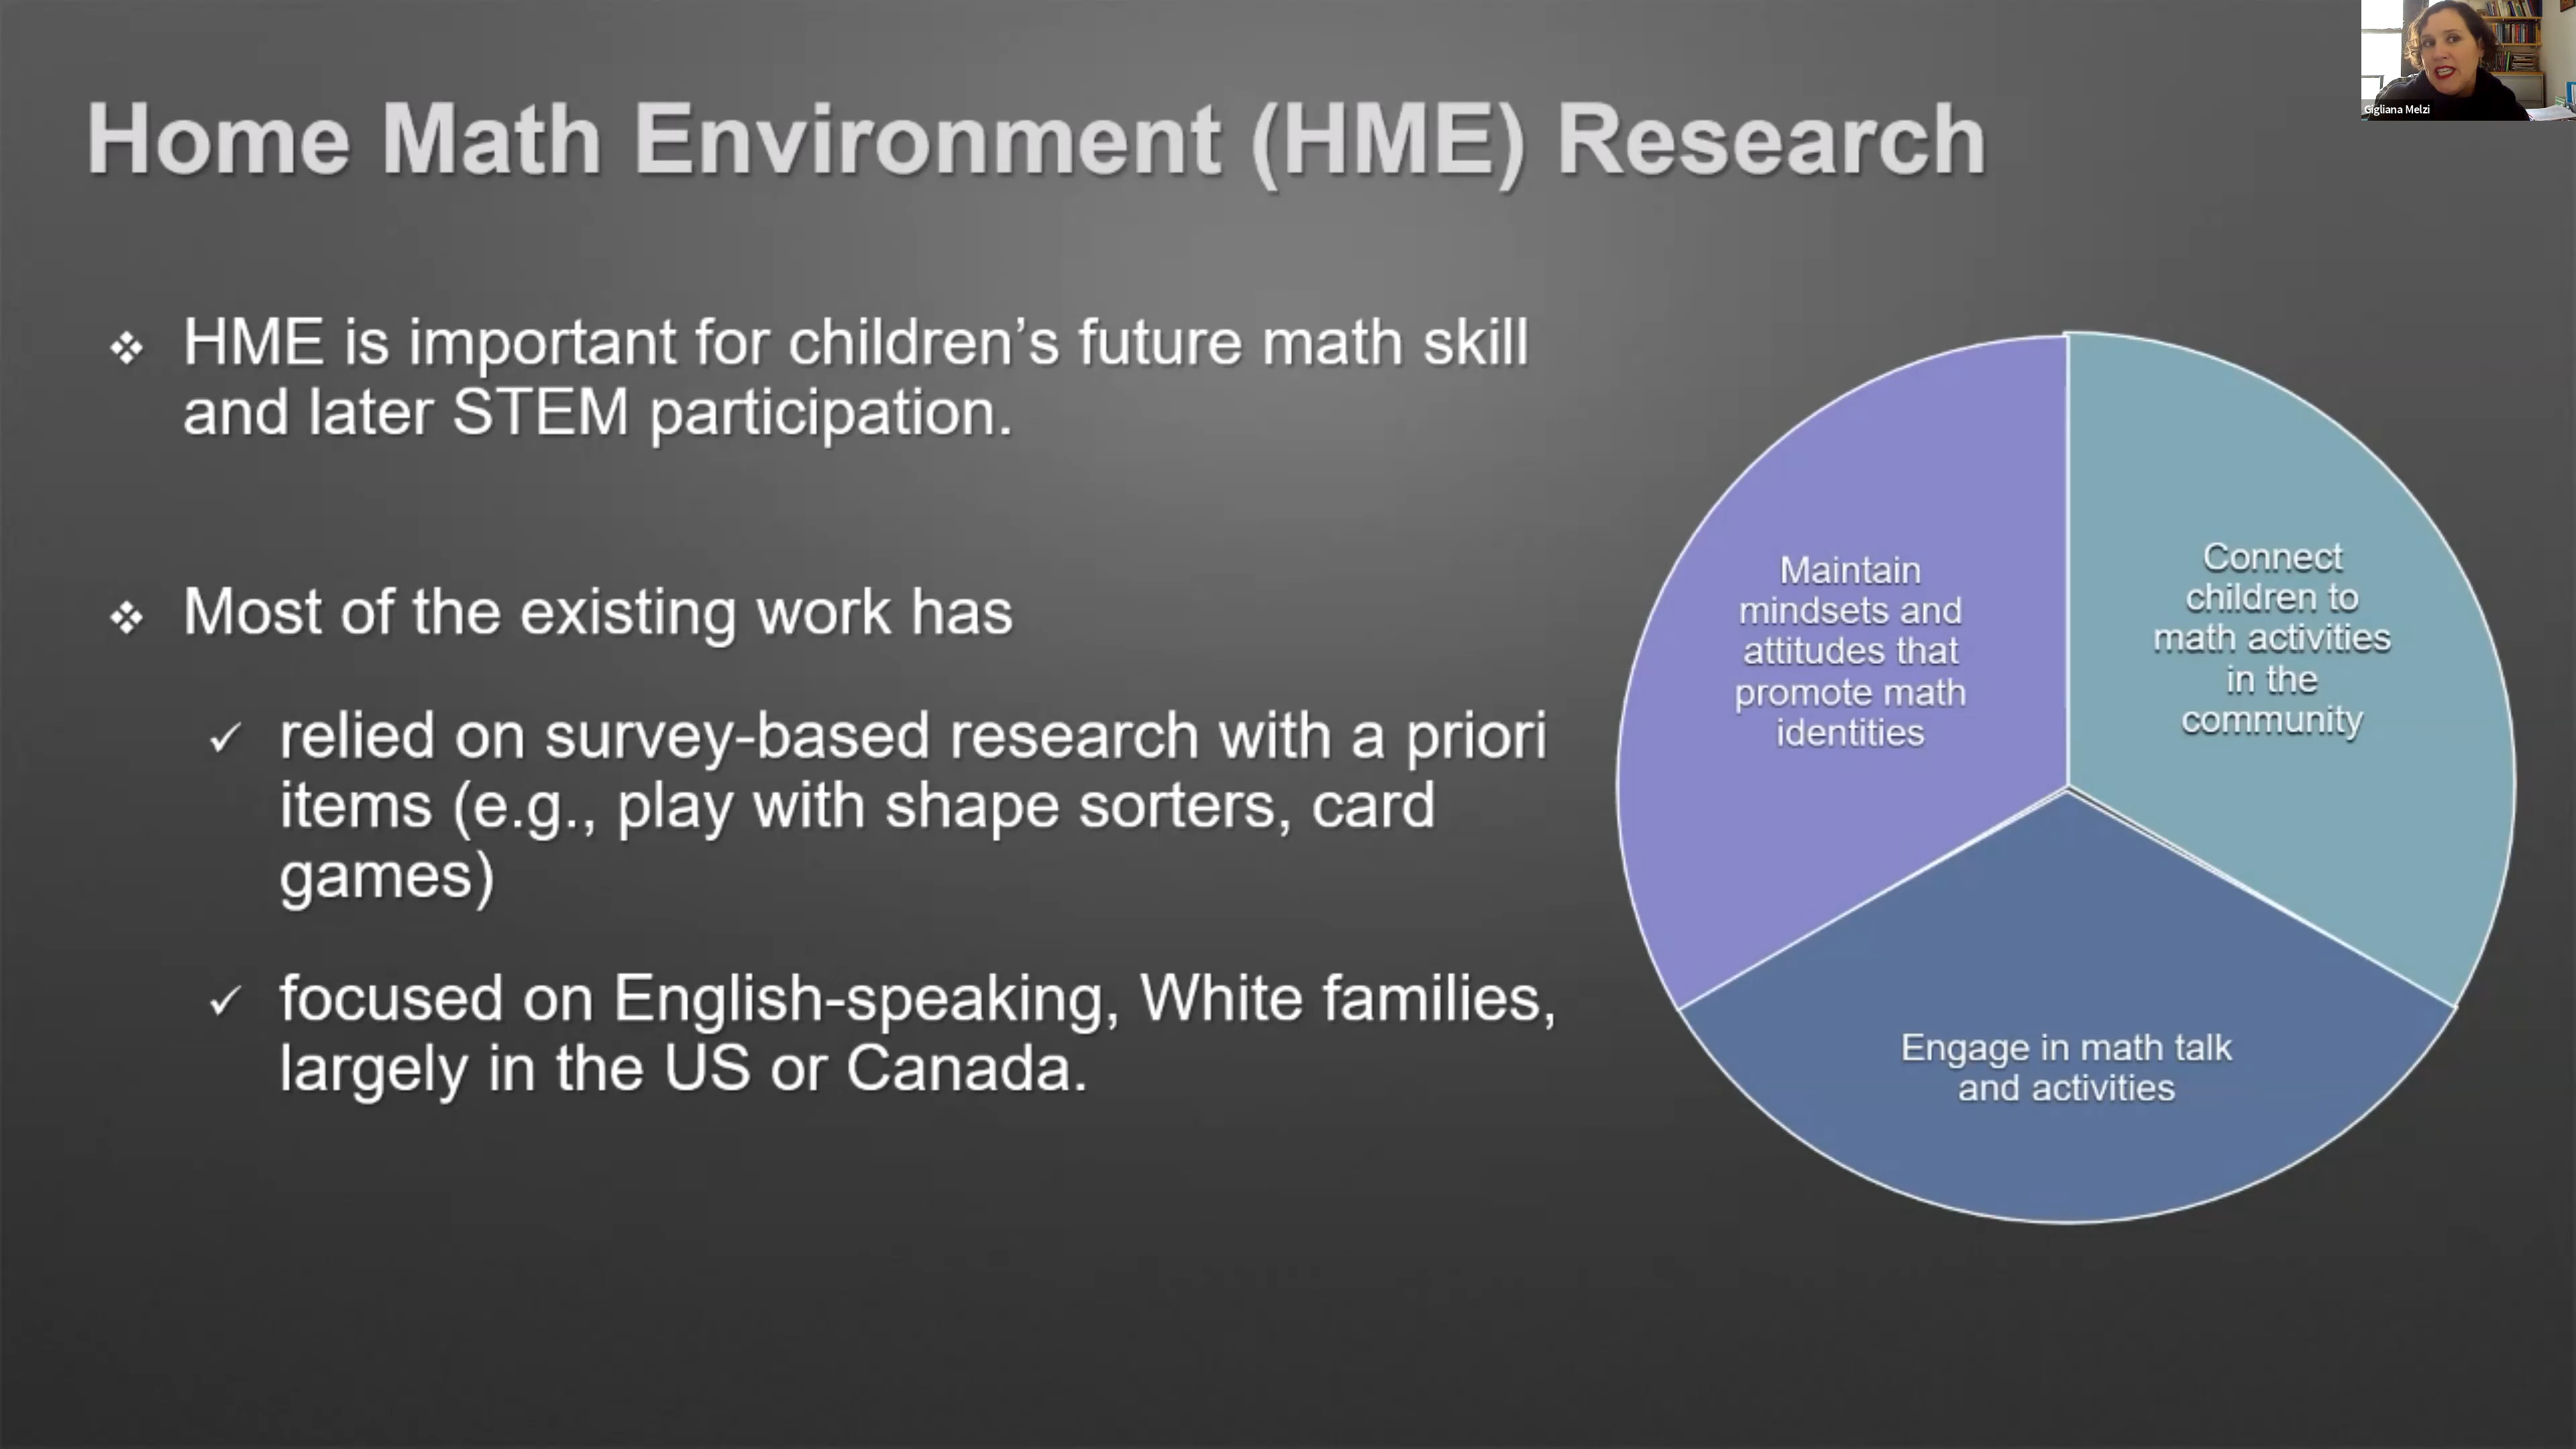 Home Math Environment (HME) Research
Gigliana Melzi
HME is important for children’s future math skill
and later STEM participation.
Most of the existing work has
relied on survey-based research with a priori
items (e.g., play with shape sorters, card
games)
focused on English-speaking, White families,
largely in the US or Canada.
Maintain
mindsets and
attitudes that
promote math
identities
Connect
children to
math activities
in the
community
Engage in math talk
and activities